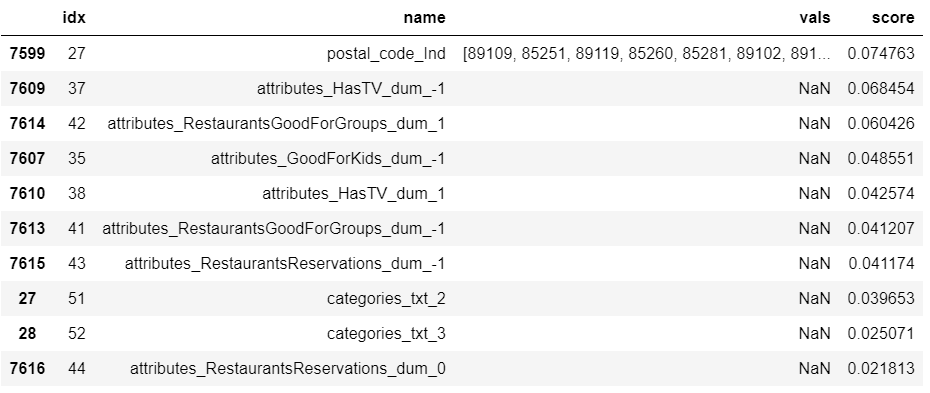 idx name vals score
7599 27 postal_code_Ind [89109, 85251, 89119, 85260, 85281, 89102, 891... 0.074763
7609 37 attributes_HasTV_dum_-1 NaN 0.068454
7614 42 attributes_RestaurantsGoodForGroups_dum_1 NaN 0.060426
7607 35 attributes_GoodForKids_dum_-1 NaN 0.048551
7610 38 attributes_HasTV_dum_1 NaN 0.042574
7613 41 attributes_RestaurantsGoodForGroups_dum_-1 NaN 0.041207
7615 43 attributes_RestaurantsReservations_dum_-1 NaN 0.041174
27 51 categories_txt_2 NaN 0.039653
28 52 categories_txt_3 NaN 0.025071
7616 44 attributes_RestaurantsReservations_dum_0 NaN 0.021813